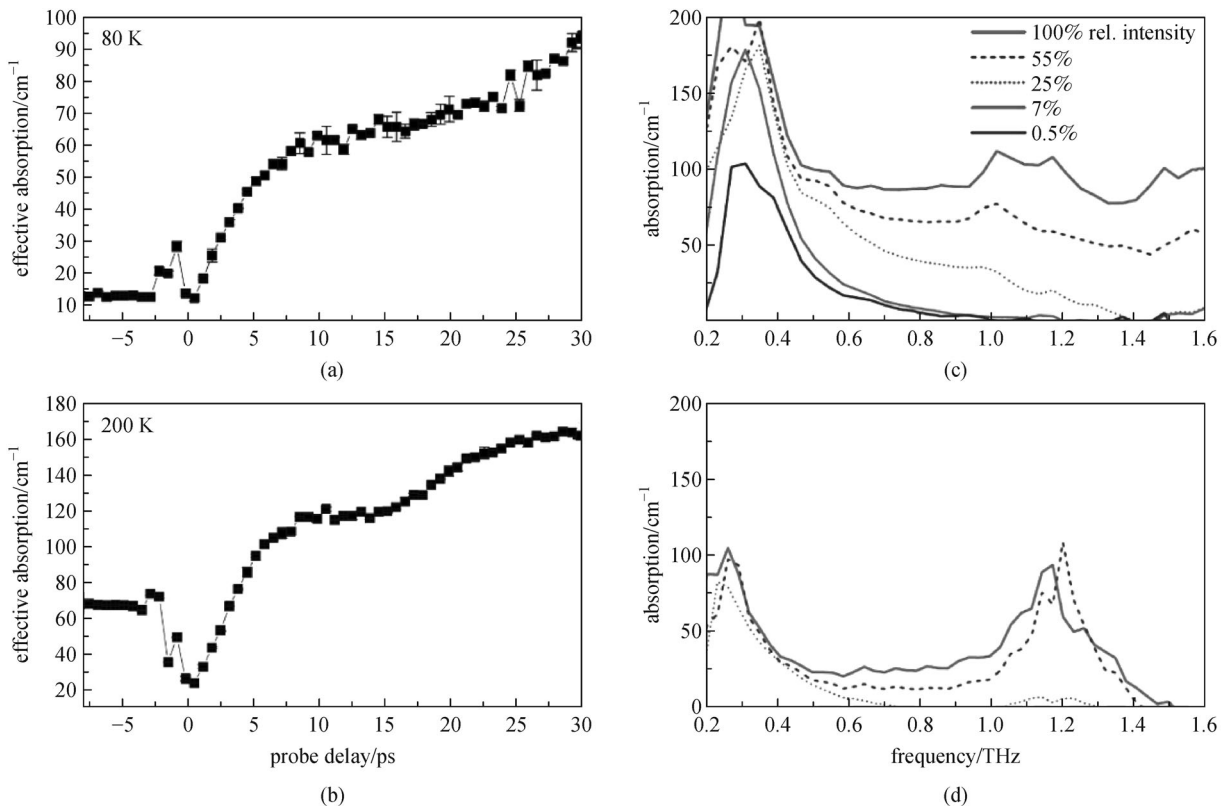 80 K
effective absorption/cm⁻¹
100
90
80
70
60
50
40
30
20
10
−5 0 5 10 15 20 25 30
(a)
absorption/cm⁻¹
200
150
100
50
100% rel. intensity
55%
25%
7%
0.5%
0.2 0.4 0.6 0.8 1.0 1.2 1.4 1.6
(c)
200 K
effective absorption/cm⁻¹
180
160
140
120
100
80
60
40
20
−5 0 5 10 15 20 25 30
probe delay/ps
(b)
absorption/cm⁻¹
200
150
100
50
0
0.2 0.4 0.6 0.8 1.0 1.2 1.4 1.6
frequency/THz
(d)